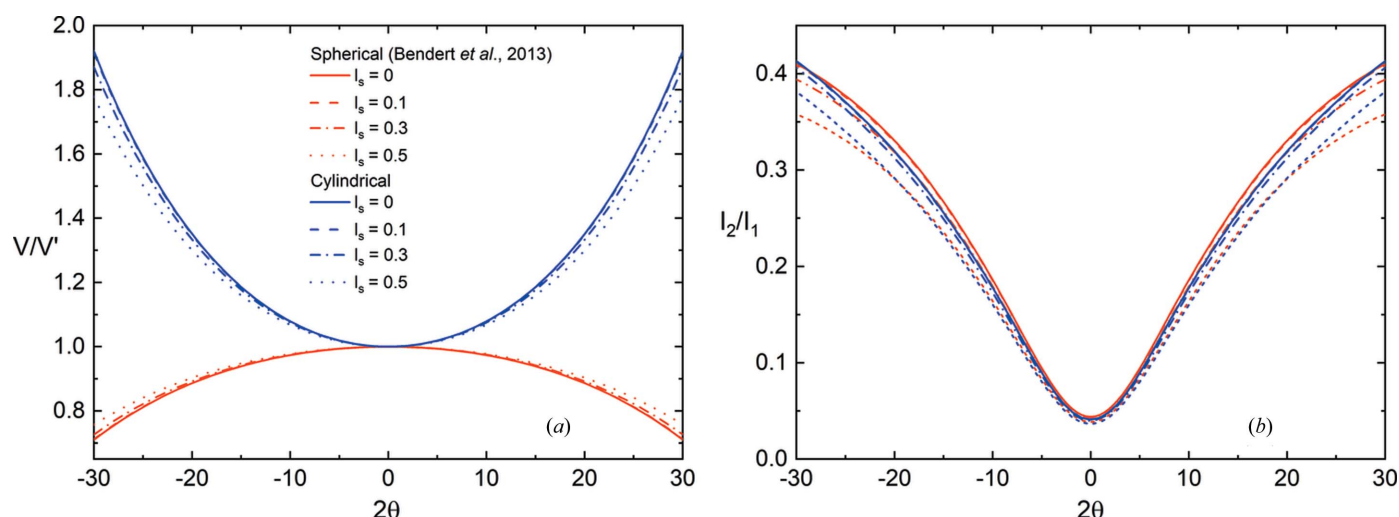 2.0
1.8
1.6
1.4
1.2
1.0
0.8
V/V'
Spherical (Bendert et al., 2013)
Iₛ = 0
Iₛ = 0.1
Iₛ = 0.3
Iₛ = 0.5
Cylindrical
Iₛ = 0
Iₛ = 0.1
Iₛ = 0.3
Iₛ = 0.5
(a)
-30 -20 -10 0 10 20 30
2θ
0.4
0.3
0.2
0.1
0.0
I₂/I₁
(b)
-30 -20 -10 0 10 20 30
2θ